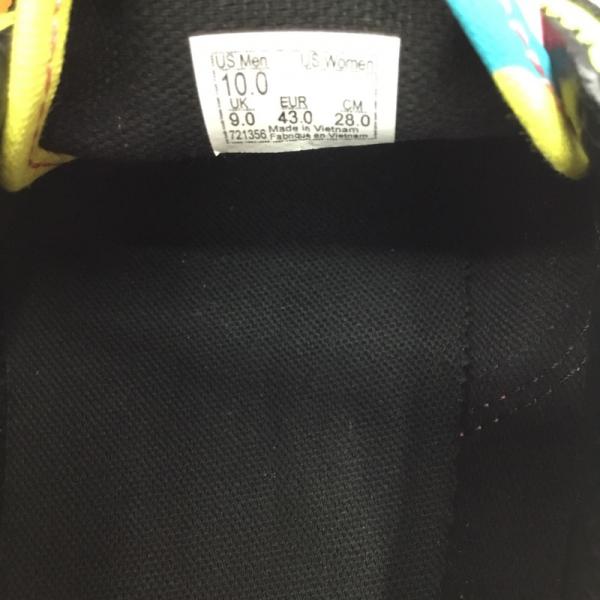 US Men US Women
10.0
UK EUR CM
9.0 43.0 28.0
721356 Made in Vietnam
Fabriqué en Vietnam